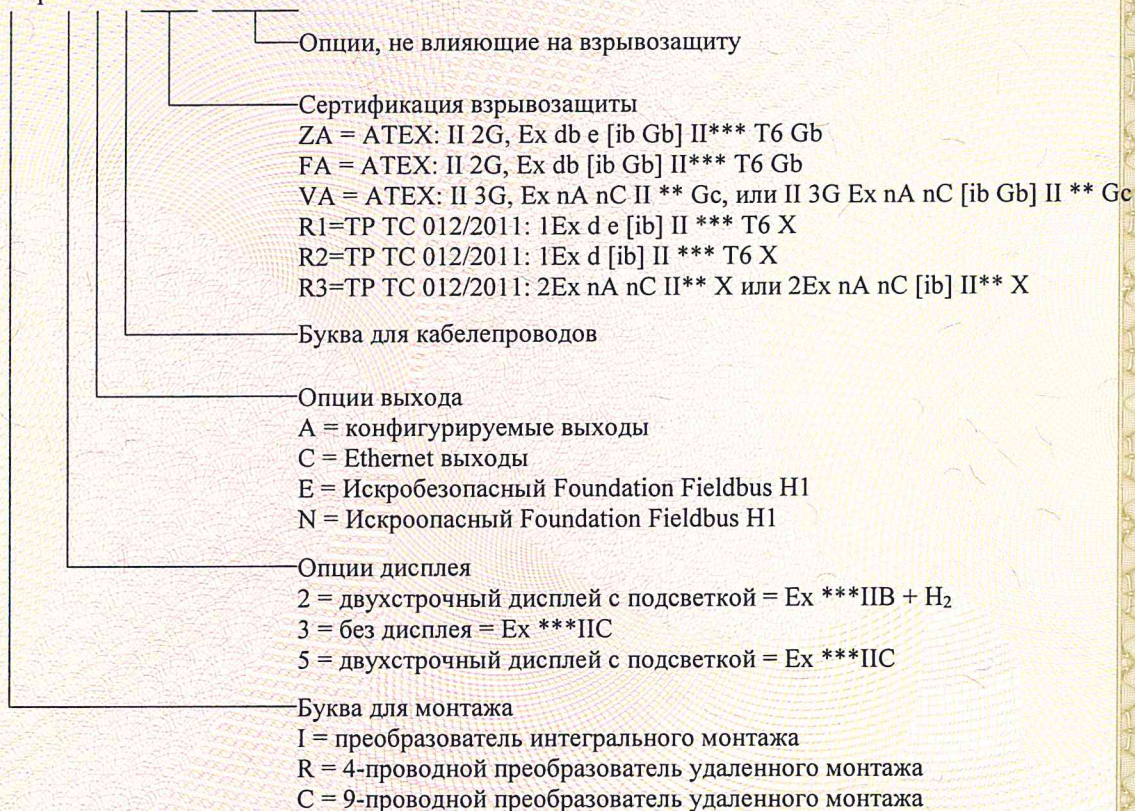 Опции, не влияющие на взрывозащиту
Сертификация взрывозащиты
ZA = ATEX: II 2G, Ex db e [ib Gb] II*** T6 Gb
FA = ATEX: II 2G, Ex db [ib Gb] II*** T6 Gb
VA = ATEX: II 3G, Ex nA nC II ** Gc, или II 3G Ex nA nC [ib Gb] II ** Gc
R1=ТР ТС 012/2011: 1Ex d e [ib] II *** T6 X
R2=ТР ТС 012/2011: 1Ex d [ib] II *** T6 X
R3=ТР ТС 012/2011: 2Ex nA nC II** X или 2Ex nA nC [ib] II** X
Буква для кабелепроводов
Опции выхода
A = конфигурируемые выходы
C = Ethernet выходы
E = Искробезопасный Foundation Fieldbus H1
N = Искроопасный Foundation Fieldbus H1
Опции дисплея
2 = двухстрочный дисплей с подсветкой = Ex ***IIB + H₂
3 = без дисплея = Ex ***IIC
5 = двухстрочный дисплей с подсветкой = Ex ***IIC
Буква для монтажа
I = преобразователь интегрального монтажа
R = 4-проводной преобразователь удаленного монтажа
C = 9-проводной преобразователь удаленного монтажа